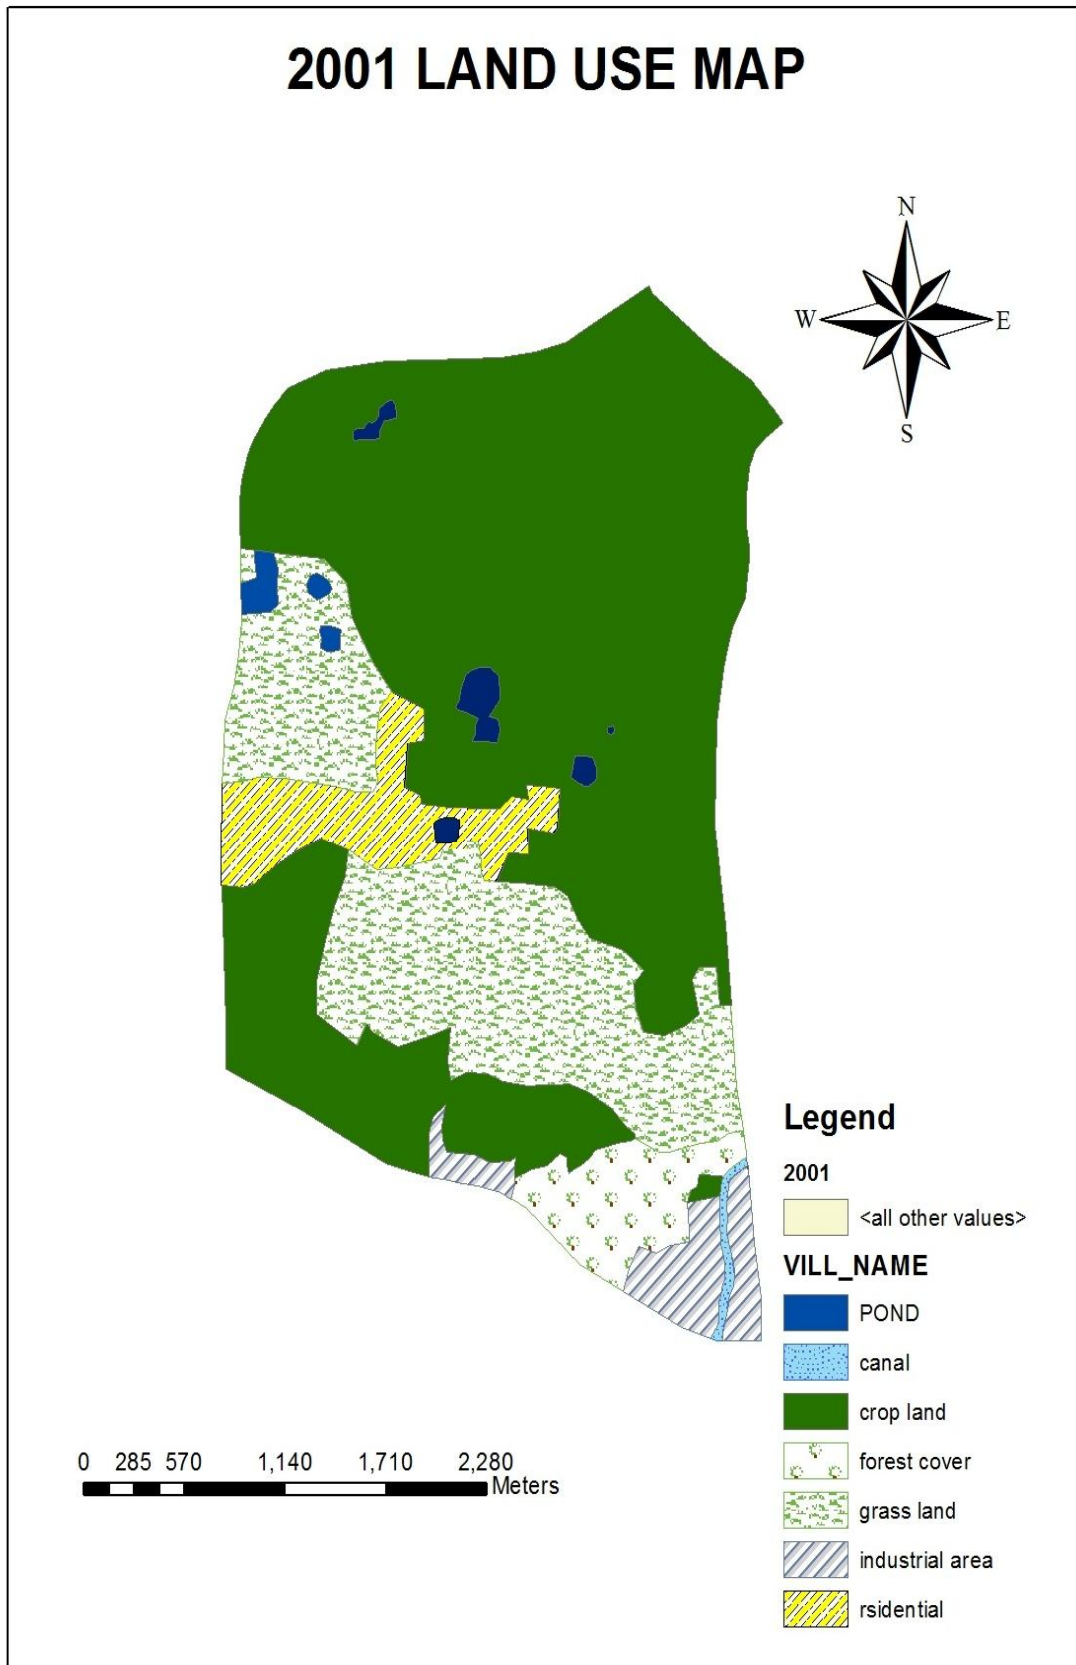 2001 LAND USE MAP
N
W E
S
Legend
2001
<all other values>
VILL_NAME
POND
canal
crop land
forest cover
grass land
industrial area
rsidential
0 285 570 1,140 1,710 2,280
Meters